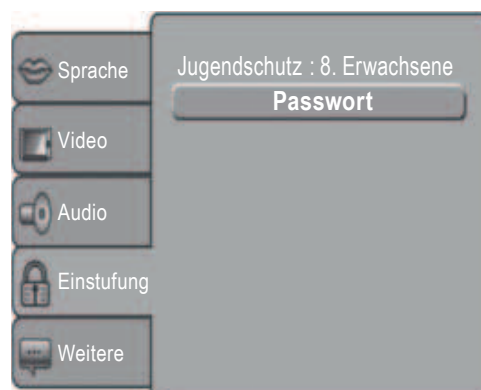 Sprache
Video
Audio
Einstufung
Weitere
Jugendschutz : 8. Erwachsene
Passwort